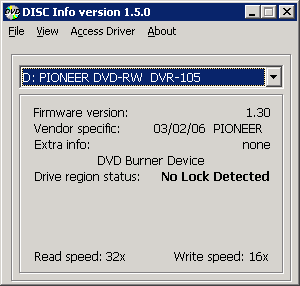 DISC Info version 1.5.0
File View Access Driver About
D: PIONEER DVD-RW DVR-105
Firmware version: 1.30
Vendor specific: 03/02/06 PIONEER
Extra info: none
DVD Burner Device
Drive region status: No Lock Detected
Read speed: 32x Write speed: 16x